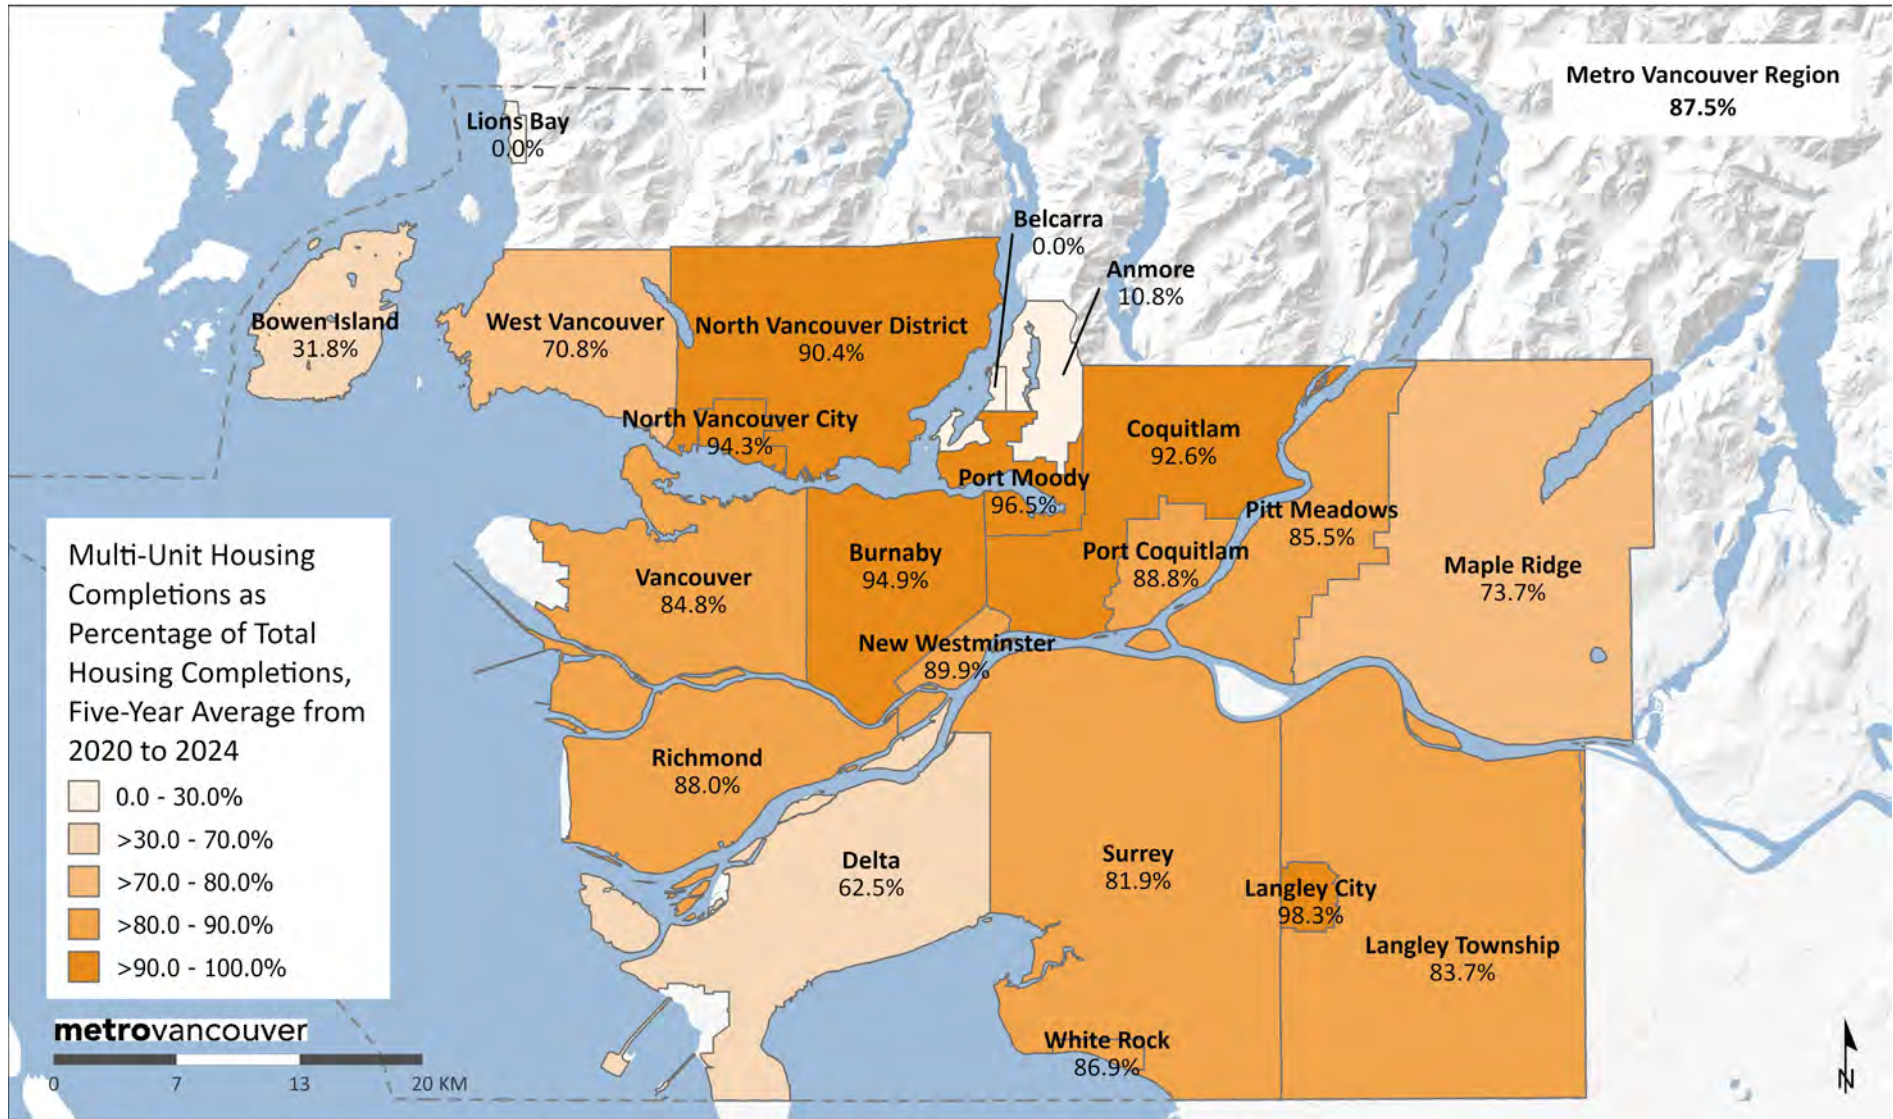 Metro Vancouver Region
87.5%
Lions Bay
0.0%
Belcarra
0.0%
Anmore
10.8%
Bowen Island
31.8%
West Vancouver
70.8%
North Vancouver District
90.4%
North Vancouver City
94.3%
Coquitlam
92.6%
Port Moody
96.5%
Pitt Meadows
85.5%
Port Coquitlam
88.8%
Maple Ridge
73.7%
Burnaby
94.9%
Vancouver
84.8%
New Westminster
89.9%
Richmond
88.0%
Delta
62.5%
Surrey
81.9%
Langley City
98.3%
Langley Township
83.7%
White Rock
86.9%
Multi-Unit Housing
Completions as
Percentage of Total
Housing Completions,
Five-Year Average from
2020 to 2024
0.0 - 30.0%
>30.0 - 70.0%
>70.0 - 80.0%
>80.0 - 90.0%
>90.0 - 100.0%
metrovancouver
0 7 13 20 KM
N